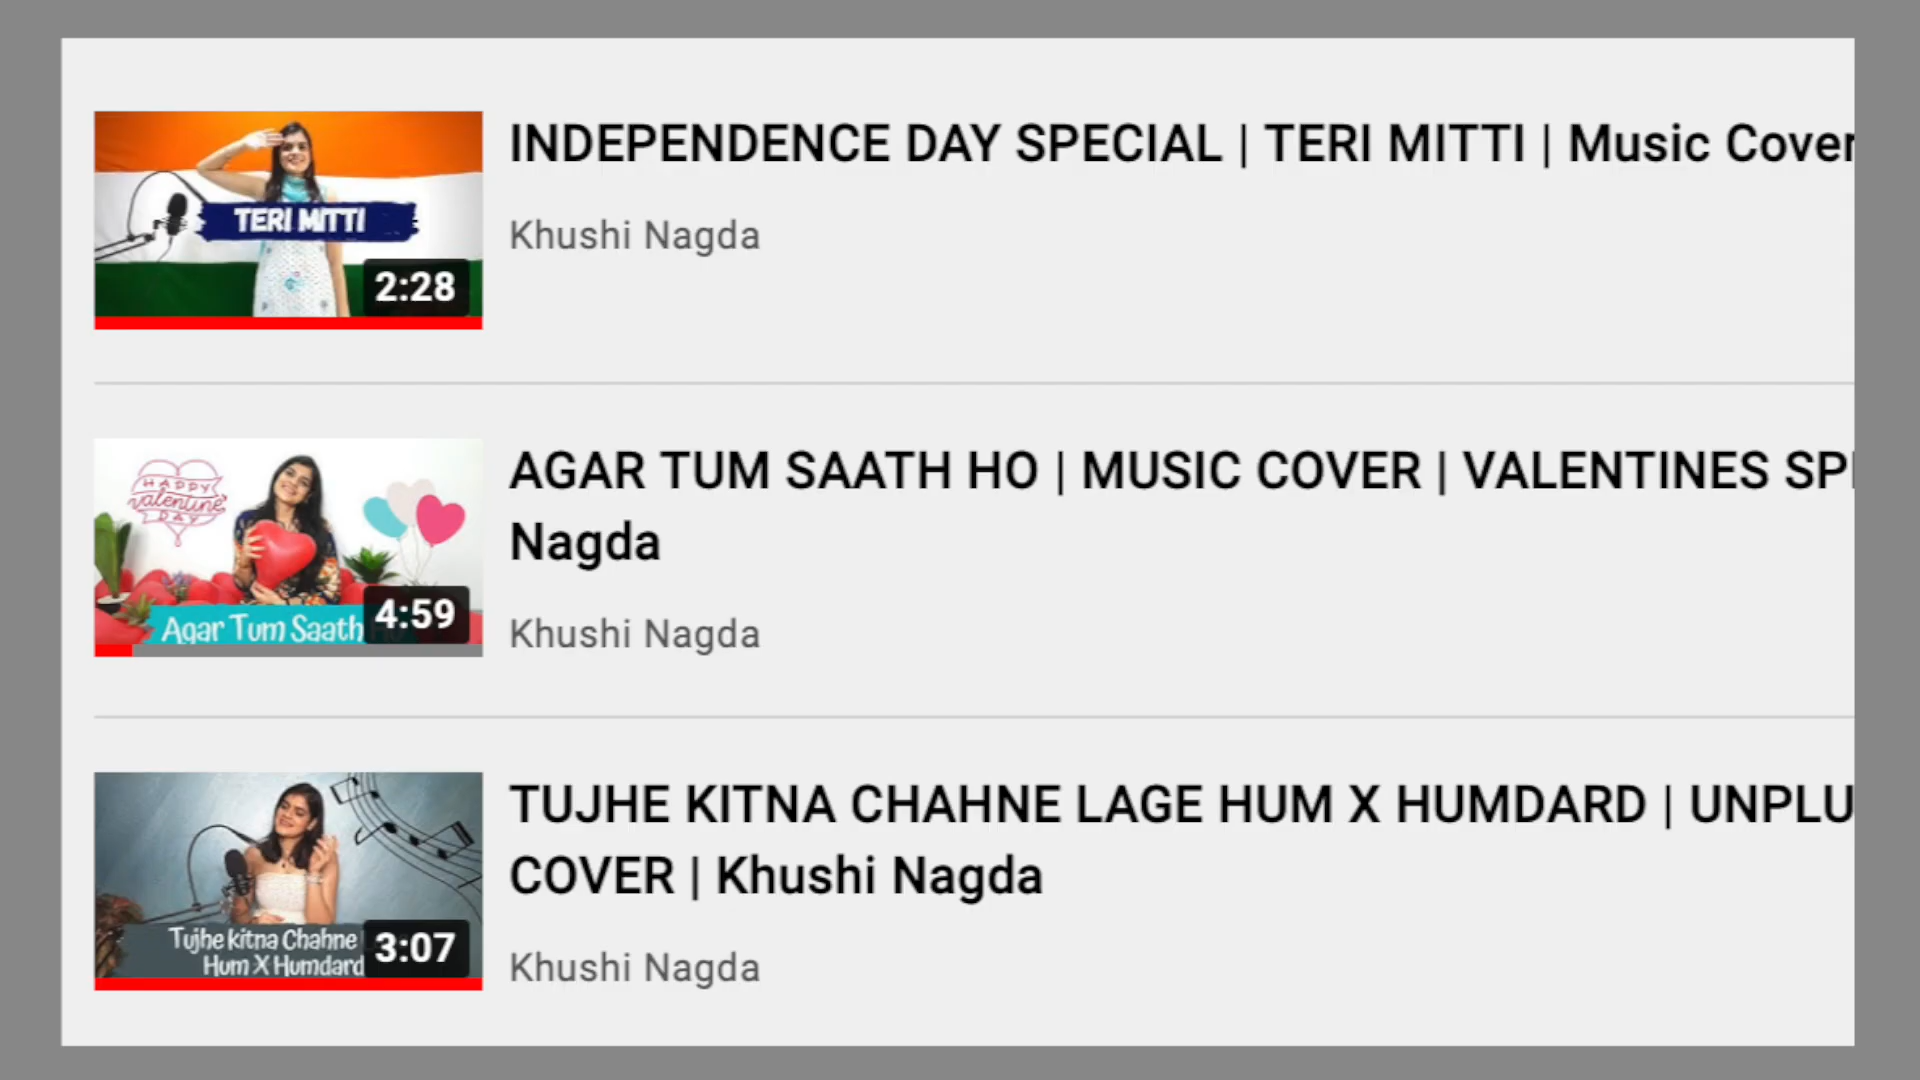 INDEPENDENCE DAY SPECIAL | TERI MITTI | Music Cover
Khushi Nagda
TERI MITTI
2:28
AGAR TUM SAATH HO | MUSIC COVER | VALENTINES SP
Nagda
Khushi Nagda
HAPPY
valentine
DAY
Agar Tum Saath
4:59
TUJHE KITNA CHAHNE LAGE HUM X HUMDARD | UNPLU
COVER | Khushi Nagda
Khushi Nagda
Tujhe kitna Chahne
Hum X Humdard
3:07